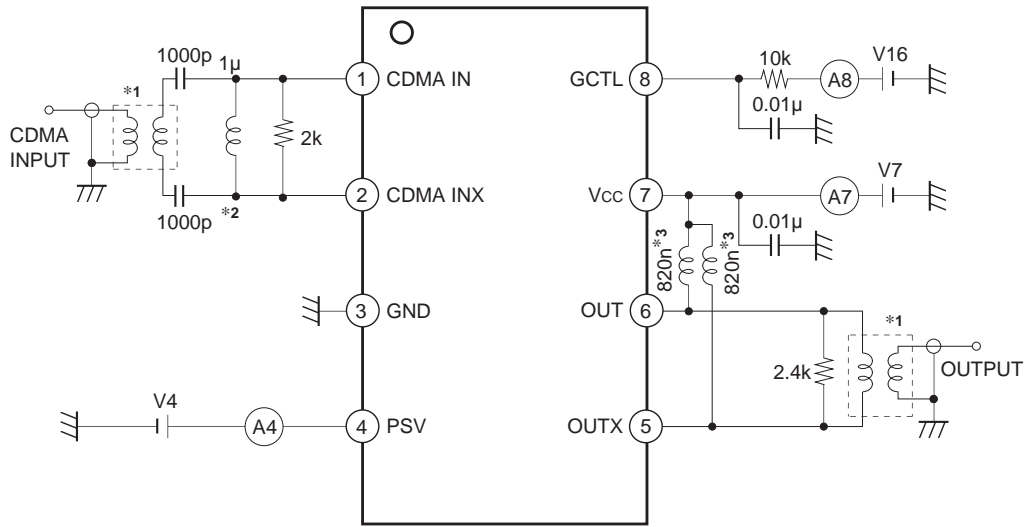 1000p
1µ
*1
CDMA
INPUT
2k
1000p
*2
1
CDMA IN
2
CDMA INX
3
GND
V4
A4
4
PSV
GCTL
8
10k
A8
V16
0.01µ
Vcc
7
A7
V7
0.01µ
820n*3
820n*3
OUT
6
*1
2.4k
OUTPUT
OUTX
5